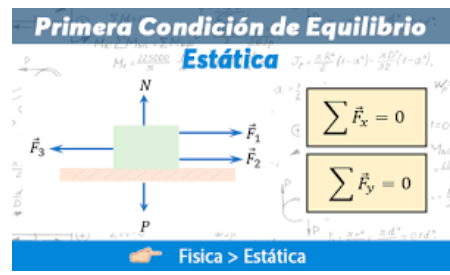 Primera Condición de Equilibrio
Estática
N
F⃗₁
F⃗₂
F⃗₃
P
∑ F⃗ₓ = 0
∑ F⃗ᵧ = 0
Fisica > Estática